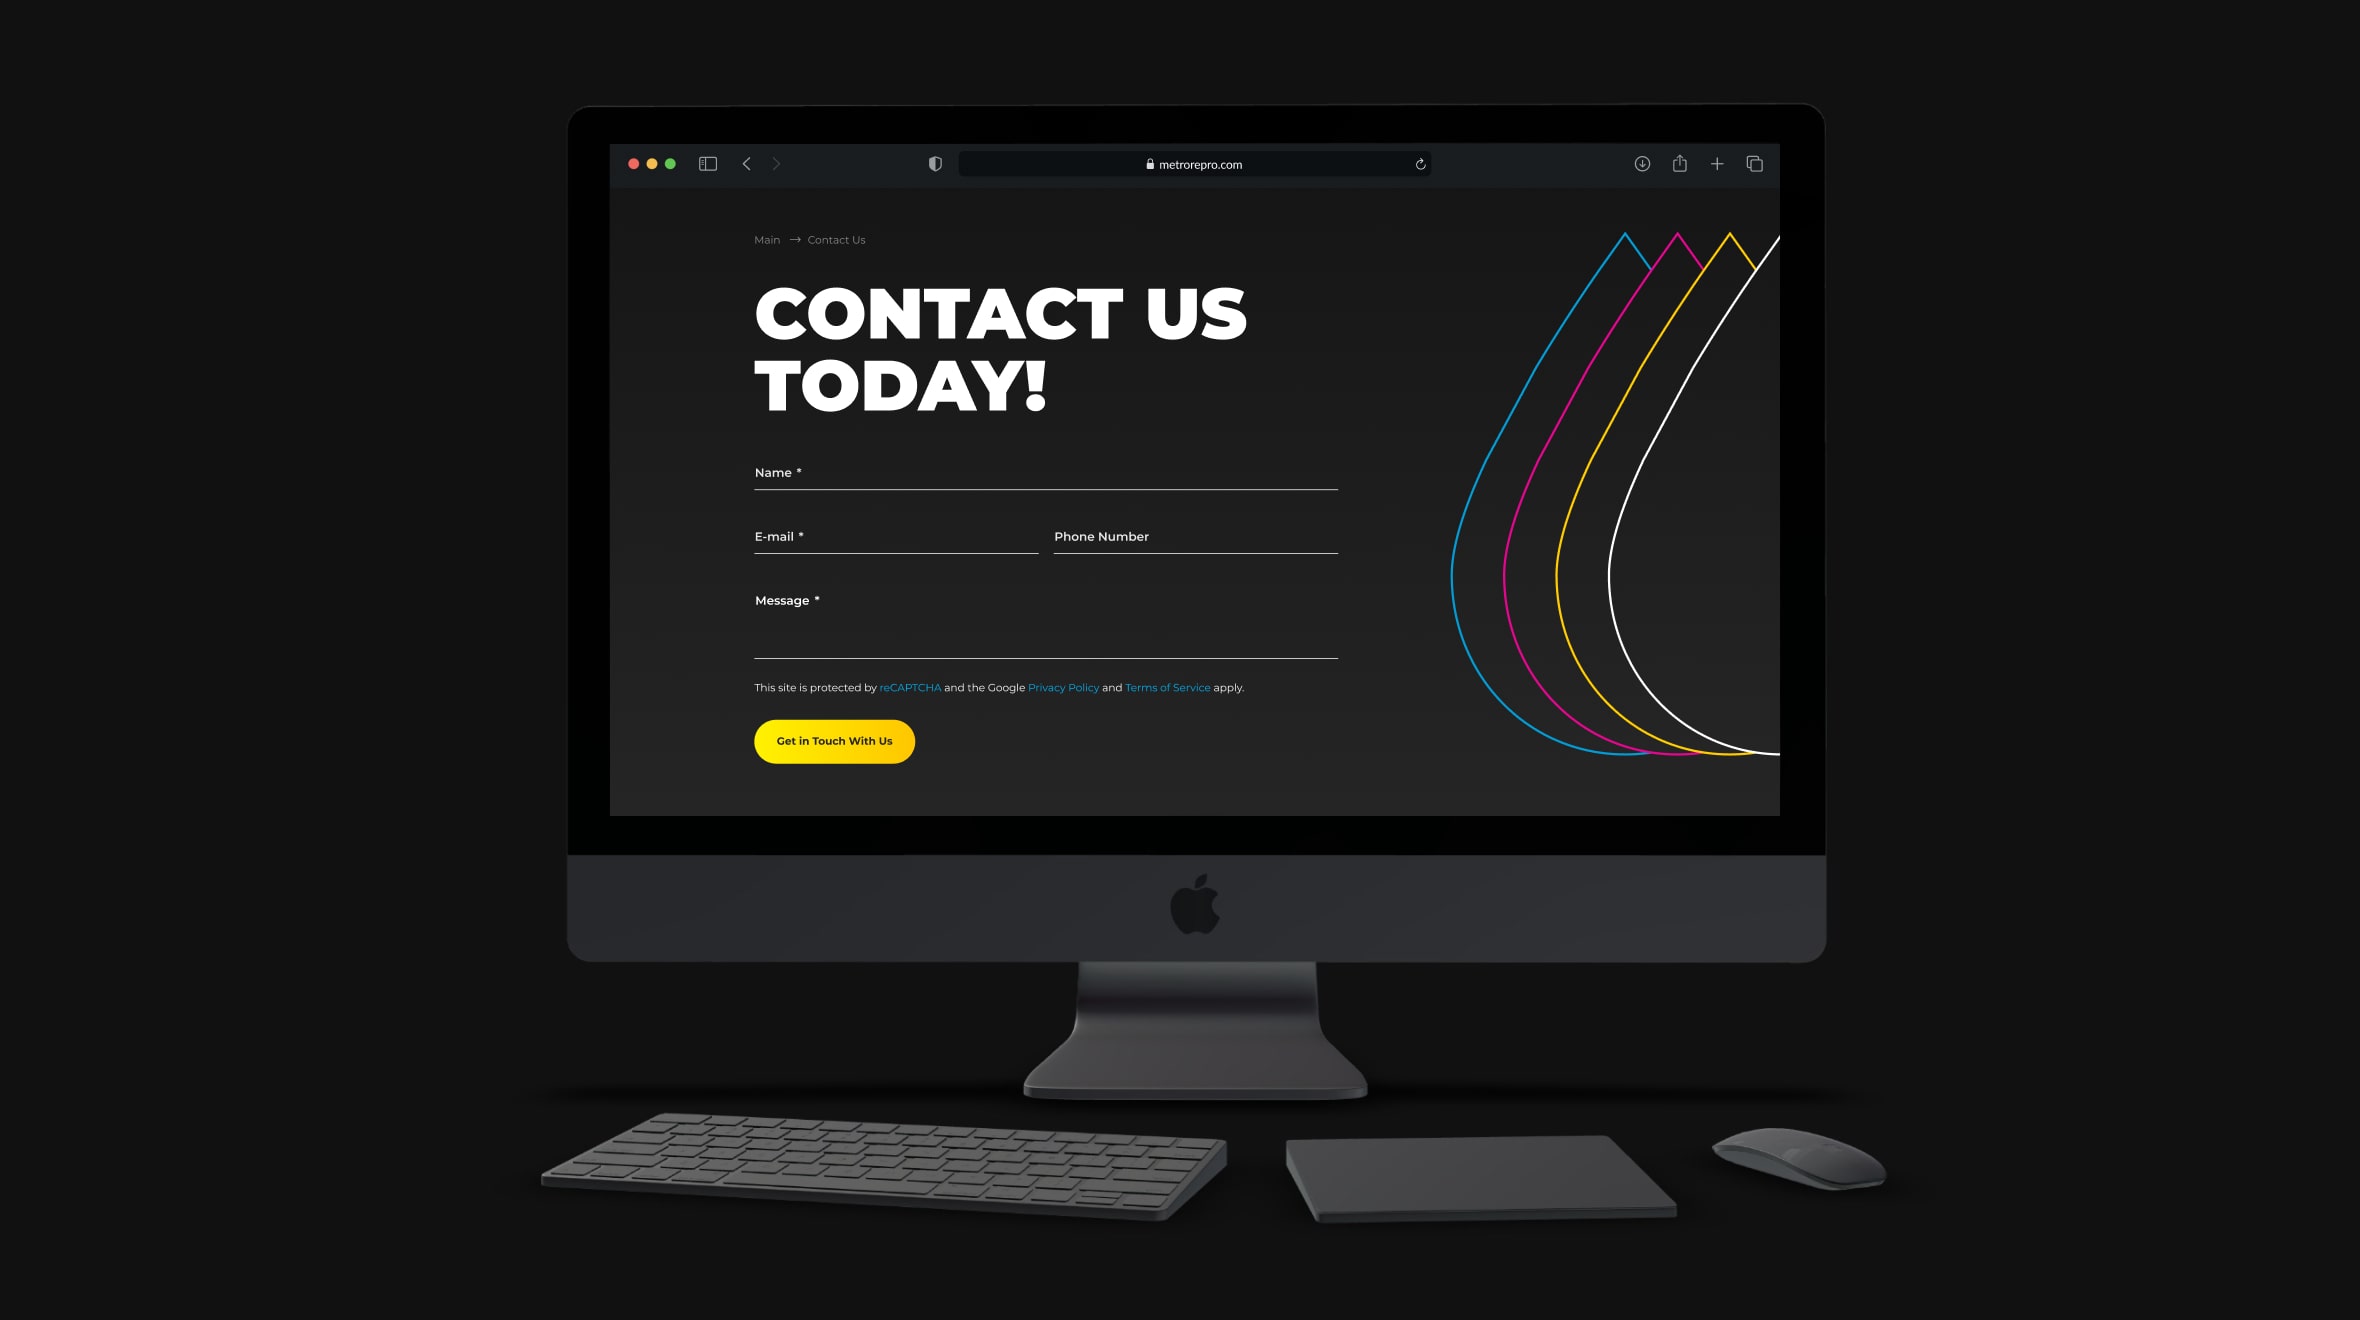 metrorepro.com
Main → Contact Us
CONTACT US
TODAY!
Name *
E-mail *
Phone Number
Message *
This site is protected by reCAPTCHA and the Google Privacy Policy and Terms of Service apply.
Get in Touch With Us